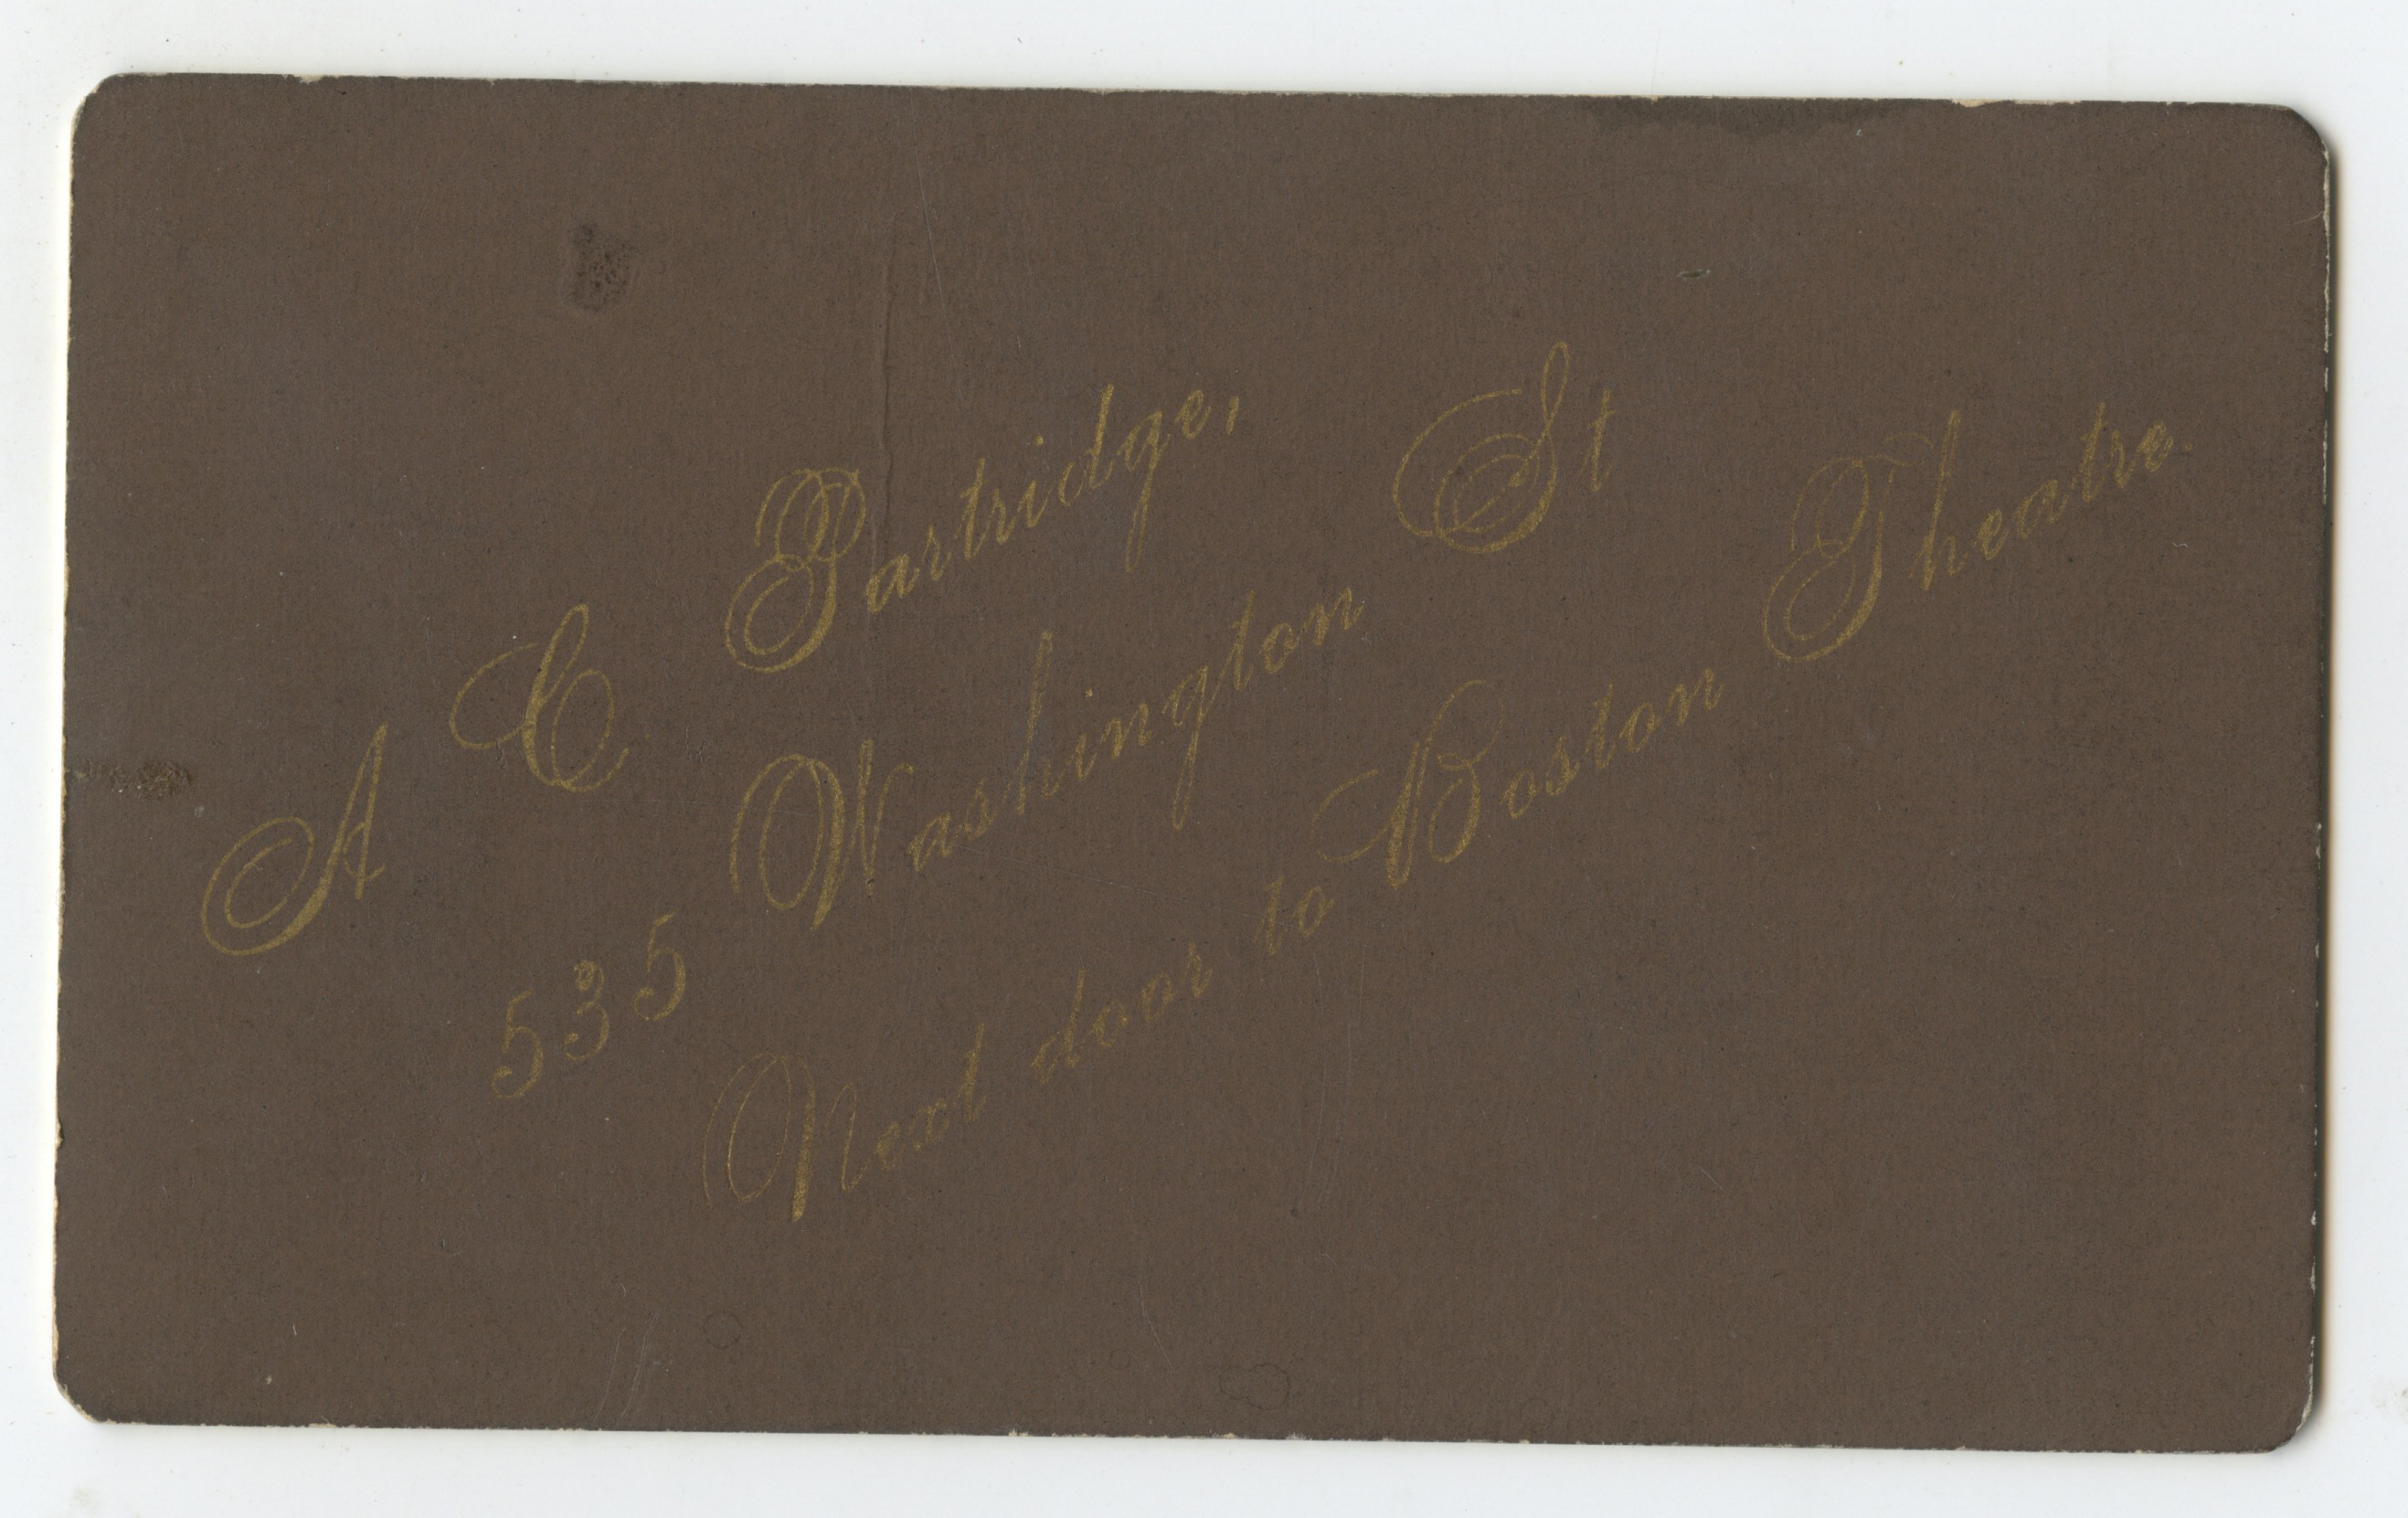 A C Partridge,
535 Washington St
Next door to Boston Theatre.